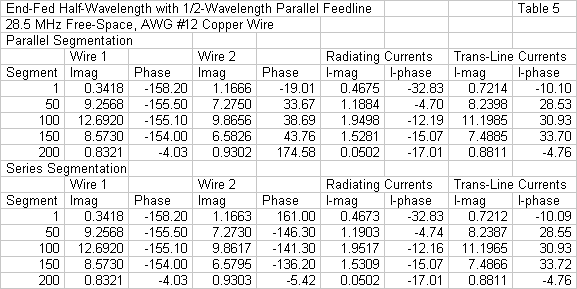 End-Fed Half-Wavelength with 1/2-Wavelength Parallel Feedline Table 5
28.5 MHz Free-Space, AWG #12 Copper Wire
Parallel Segmentation
Wire 1 Wire 2 Radiating Currents Trans-Line Currents
Segment Imag Phase Imag Phase I-mag I-phase I-mag I-phase
1 0.3418 -158.20 1.1666 -19.01 0.4675 -32.83 0.7214 -10.10
50 9.2568 -155.50 7.2750 33.67 1.1884 -4.70 8.2398 28.53
100 12.6920 -155.10 9.8656 38.69 1.9498 -12.19 11.1985 30.93
150 8.5730 -154.00 6.5826 43.76 1.5281 -15.07 7.4885 33.70
200 0.8321 -4.03 0.9302 174.58 0.0502 -17.01 0.8811 -4.76
Series Segmentation
Wire 1 Wire 2 Radiating Currents Trans-Line Currents
Segment Imag Phase Imag Phase I-mag I-phase I-mag I-phase
1 0.3418 -158.20 1.1663 161.00 0.4673 -32.83 0.7212 -10.09
50 9.2568 -155.50 7.2730 -146.30 1.1903 -4.74 8.2387 28.55
100 12.6920 -155.10 9.8617 -141.30 1.9517 -12.16 11.1965 30.93
150 8.5730 -154.00 6.5795 -136.20 1.5309 -15.07 7.4866 33.72
200 0.8321 -4.03 0.9303 -5.42 0.0502 -17.01 0.8811 -4.76